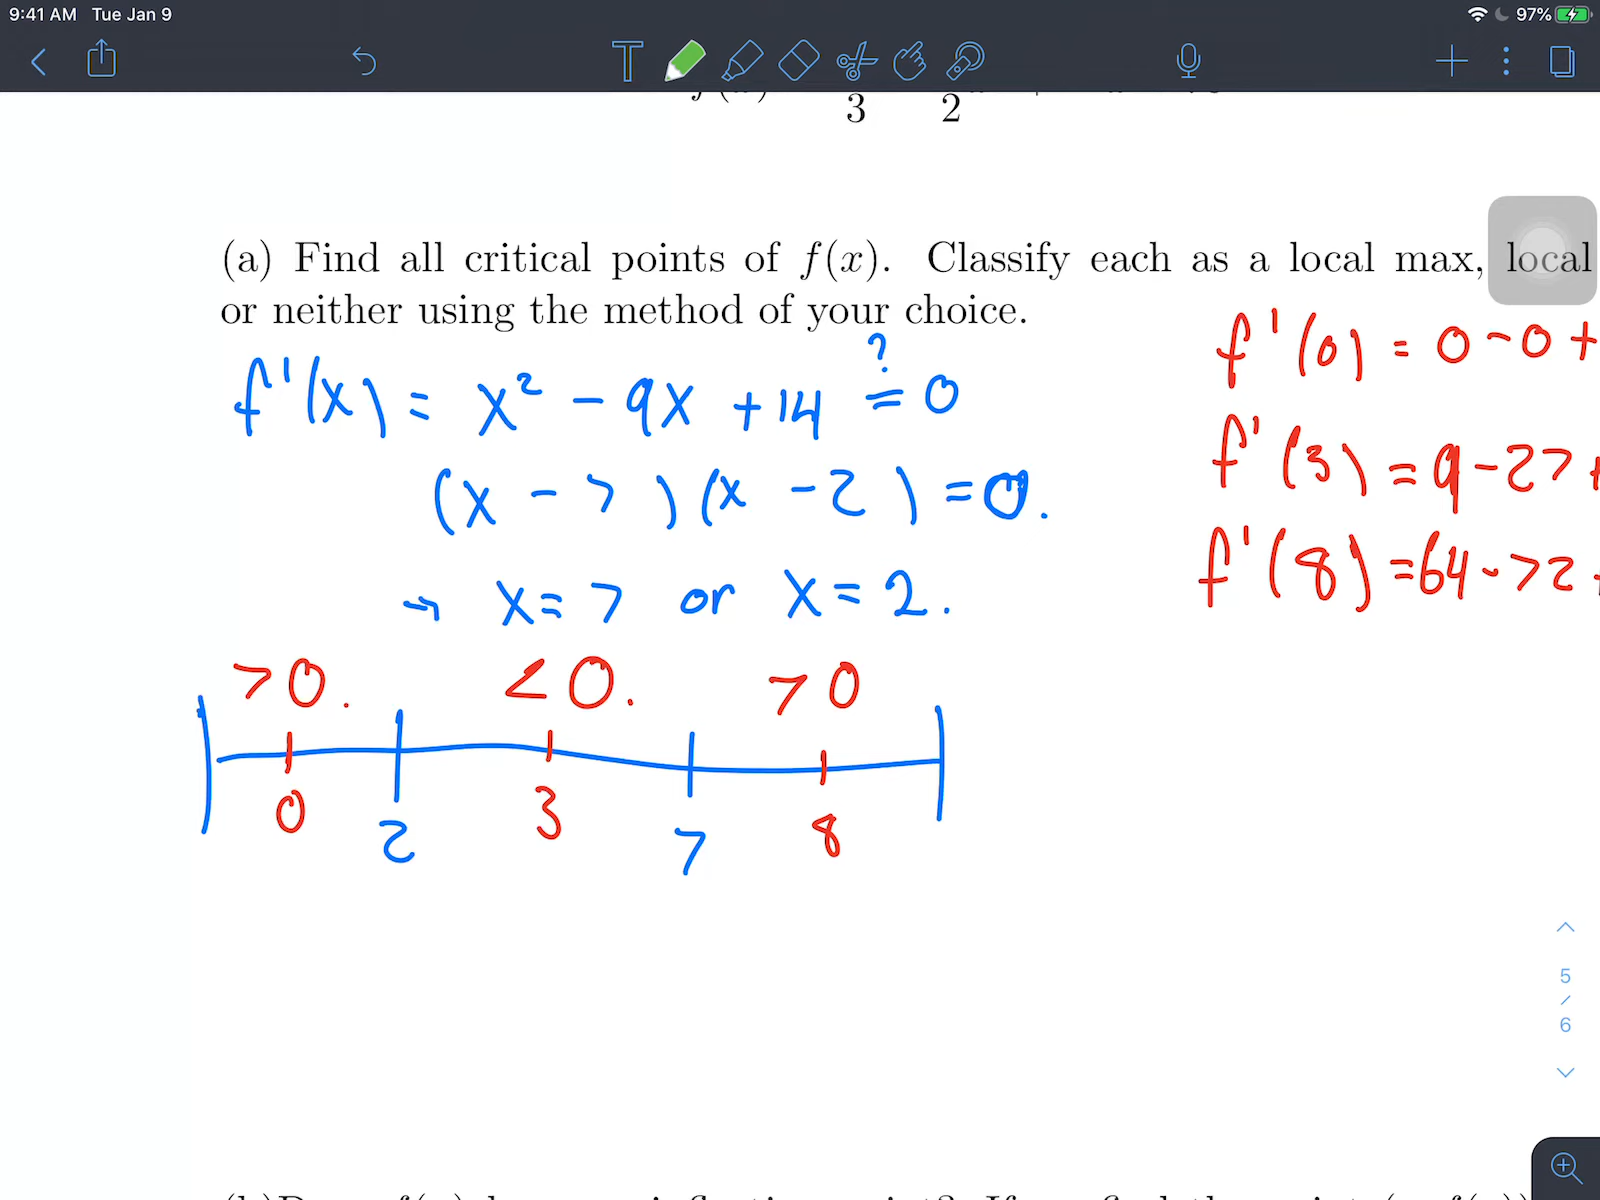 9:41 AM Tue Jan 9
97%
3 2
(a) Find all critical points of f(x). Classify each as a local max, local
or neither using the method of your choice.
f'(x) = x² - 9x + 14 =? 0
(x - 7)(x - 2) = 0.
→ x = 7 or x = 2.
f'(0) = 0 - 0 +
f'(3) = 9 - 27 +
f'(8) = 64 - 72 +
>0. <0. >0
0 2 3 7 8
5
/
6